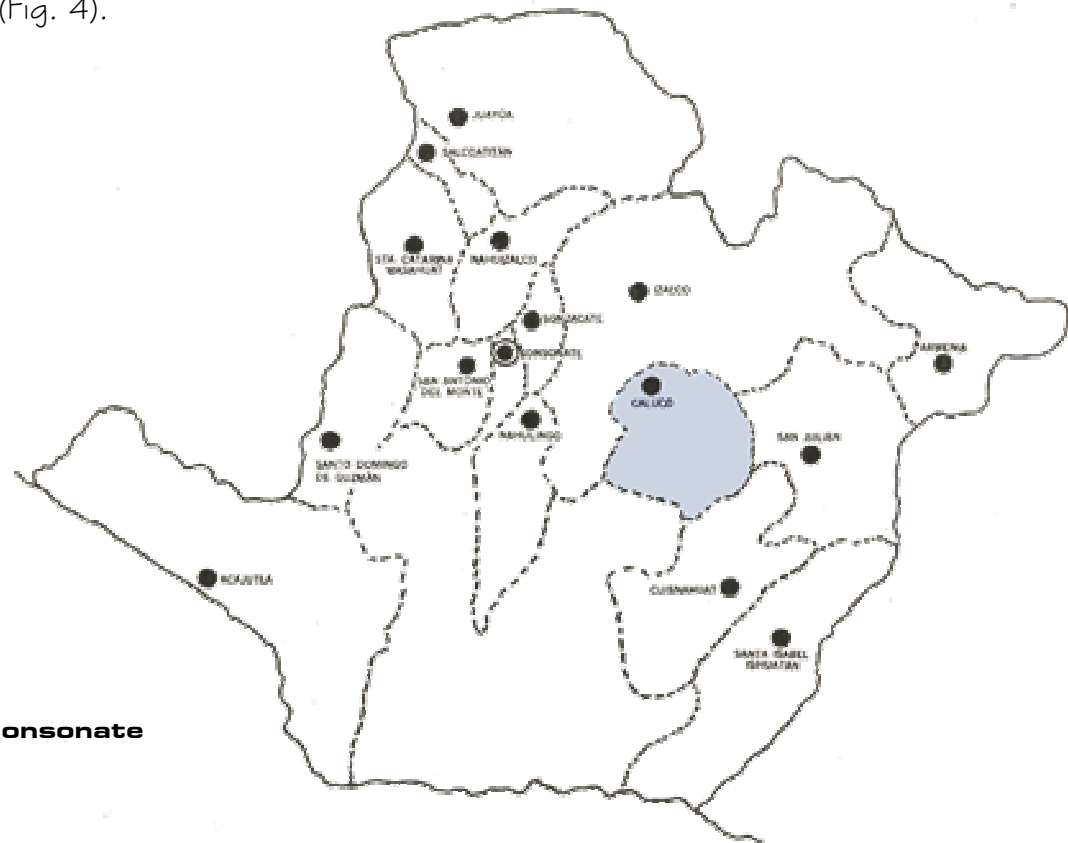 (Fig. 4).
JUAYÚA
SALCOATITÁN
STA. CATARINA
MASAHUAT
NAHUIZALCO
IZALCO
SONZACATE
SONSONATE
ARMENIA
SAN ANTONIO
DEL MONTE
CALUCO
NAHULINGO
SAN JULIÁN
SANTO DOMINGO
DE GUZMÁN
ACAJUTLA
CUISNAHUAT
SANTA ISABEL
ISHUATÁN
onsonate